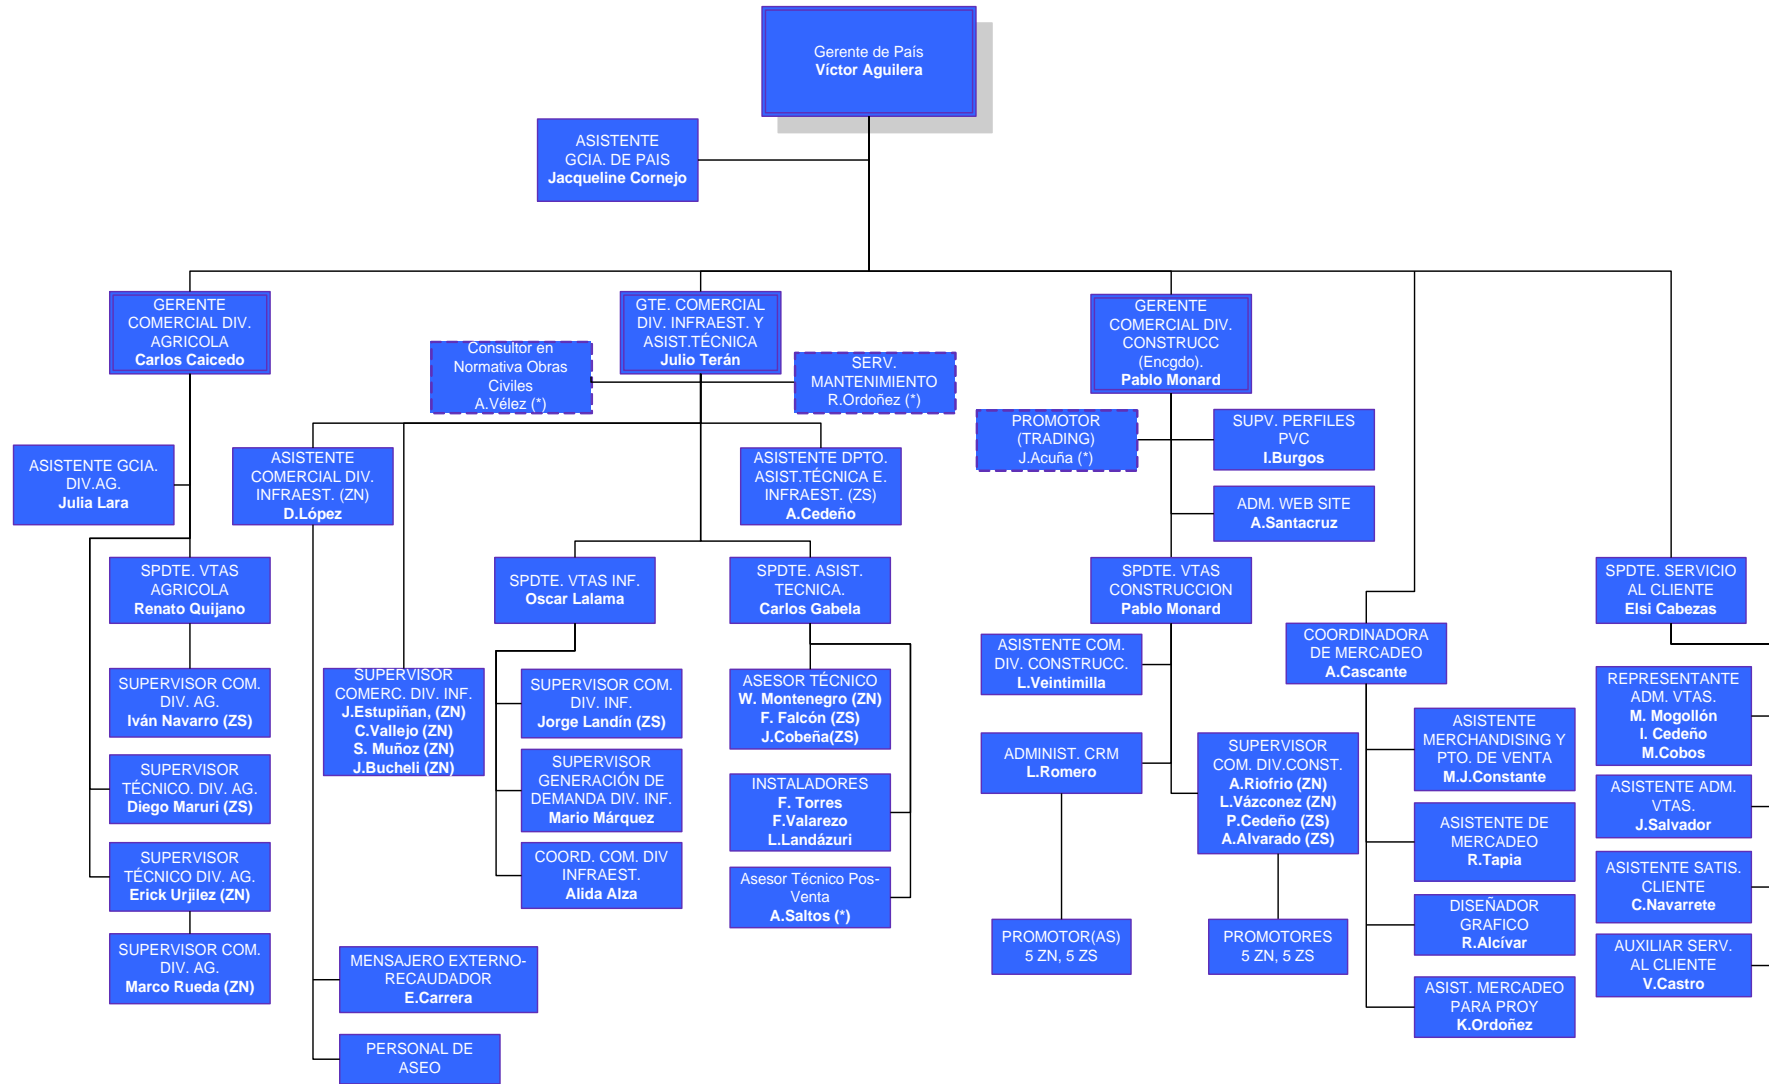 Gerente de País
Víctor Aguilera
ASISTENTE
GCIA. DE PAIS
Jacqueline Cornejo
GERENTE
COMERCIAL DIV.
AGRICOLA
Carlos Caicedo
GTE. COMERCIAL
DIV. INFRAEST. Y
ASIST.TÉCNICA
Julio Terán
GERENTE
COMERCIAL DIV.
CONSTRUCC
(Encgdo).
Pablo Monard
Consultor en
Normativa Obras
Civiles
A.Vélez (*)
SERV.
MANTENIMIENTO
R.Ordoñez (*)
PROMOTOR
(TRADING)
J.Acuña (*)
SUPV. PERFILES
PVC
I.Burgos
ASISTENTE GCIA.
DIV.AG.
Julia Lara
ASISTENTE
COMERCIAL DIV.
INFRAEST. (ZN)
D.López
ASISTENTE DPTO.
ASIST.TÉCNICA E.
INFRAEST. (ZS)
A.Cedeño
ADM. WEB SITE
A.Santacruz
SPDTE. VTAS
AGRICOLA
Renato Quijano
SPDTE. VTAS INF.
Oscar Lalama
SPDTE. ASIST.
TECNICA.
Carlos Gabela
SPDTE. VTAS
CONSTRUCCION
Pablo Monard
SPDTE. SERVICIO
AL CLIENTE
Elsi Cabezas
COORDINADORA
DE MERCADEO
A.Cascante
ASISTENTE COM.
DIV. CONSTRUCC.
L.Veintimilla
SUPERVISOR COM.
DIV. AG.
Iván Navarro (ZS)
SUPERVISOR
COMERC. DIV. INF.
J.Estupiñan, (ZN)
C.Vallejo (ZN)
S. Muñoz (ZN)
J.Bucheli (ZN)
SUPERVISOR COM.
DIV. INF.
Jorge Landín (ZS)
ASESOR TÉCNICO
W. Montenegro (ZN)
F. Falcón (ZS)
J.Cobeña(ZS)
REPRESENTANTE
ADM. VTAS.
M. Mogollón
I. Cedeño
M.Cobos
ASISTENTE
MERCHANDISING Y
PTO. DE VENTA
M.J.Constante
ADMINIST. CRM
L.Romero
SUPERVISOR
COM. DIV.CONST.
A.Riofrio (ZN)
L.Vázconez (ZN)
P.Cedeño (ZS)
A.Alvarado (ZS)
SUPERVISOR
TÉCNICO. DIV. AG.
Diego Maruri (ZS)
SUPERVISOR
GENERACIÓN DE
DEMANDA DIV. INF.
Mario Márquez
INSTALADORES
F. Torres
F.Valarezo
L.Landázuri
ASISTENTE ADM.
VTAS.
J.Salvador
ASISTENTE DE
MERCADEO
R.Tapia
SUPERVISOR
TÉCNICO DIV. AG.
Erick Urjilez (ZN)
COORD. COM. DIV
INFRAEST.
Alida Alza
Asesor Técnico Pos-
Venta
A.Saltos (*)
ASISTENTE SATIS.
CLIENTE
C.Navarrete
DISEÑADOR
GRAFICO
R.Alcívar
SUPERVISOR COM.
DIV. AG.
Marco Rueda (ZN)
MENSAJERO EXTERNO-
RECAUDADOR
E.Carrera
PROMOTOR(AS)
5 ZN, 5 ZS
PROMOTORES
5 ZN, 5 ZS
AUXILIAR SERV.
AL CLIENTE
V.Castro
ASIST. MERCADEO
PARA PROY
K.Ordoñez
PERSONAL DE
ASEO